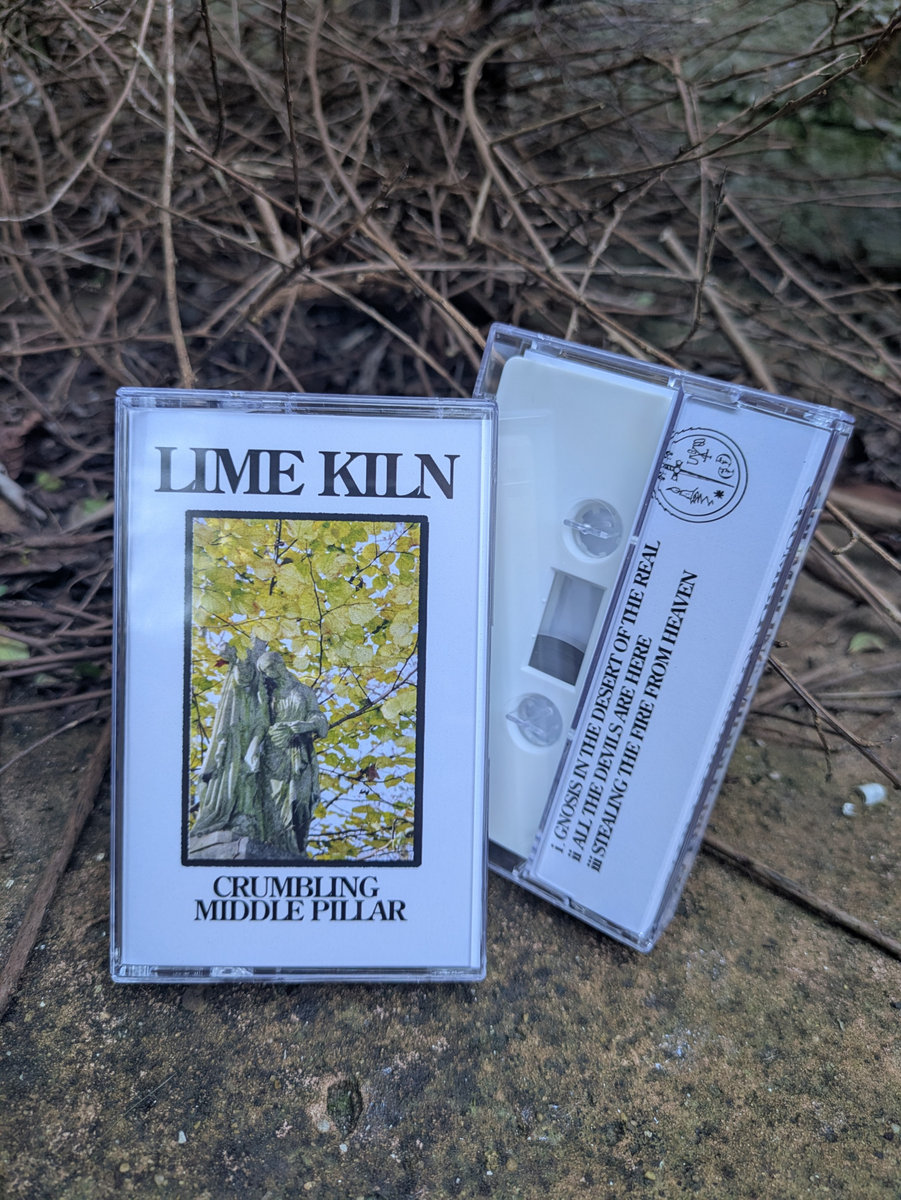 LIME KILN
CRUMBLING
MIDDLE PILLAR
i GNOSIS IN THE DESERT OF THE REAL
ii ALL THE DEVILS ARE HERE
iii STEALING THE FIRE FROM HEAVEN